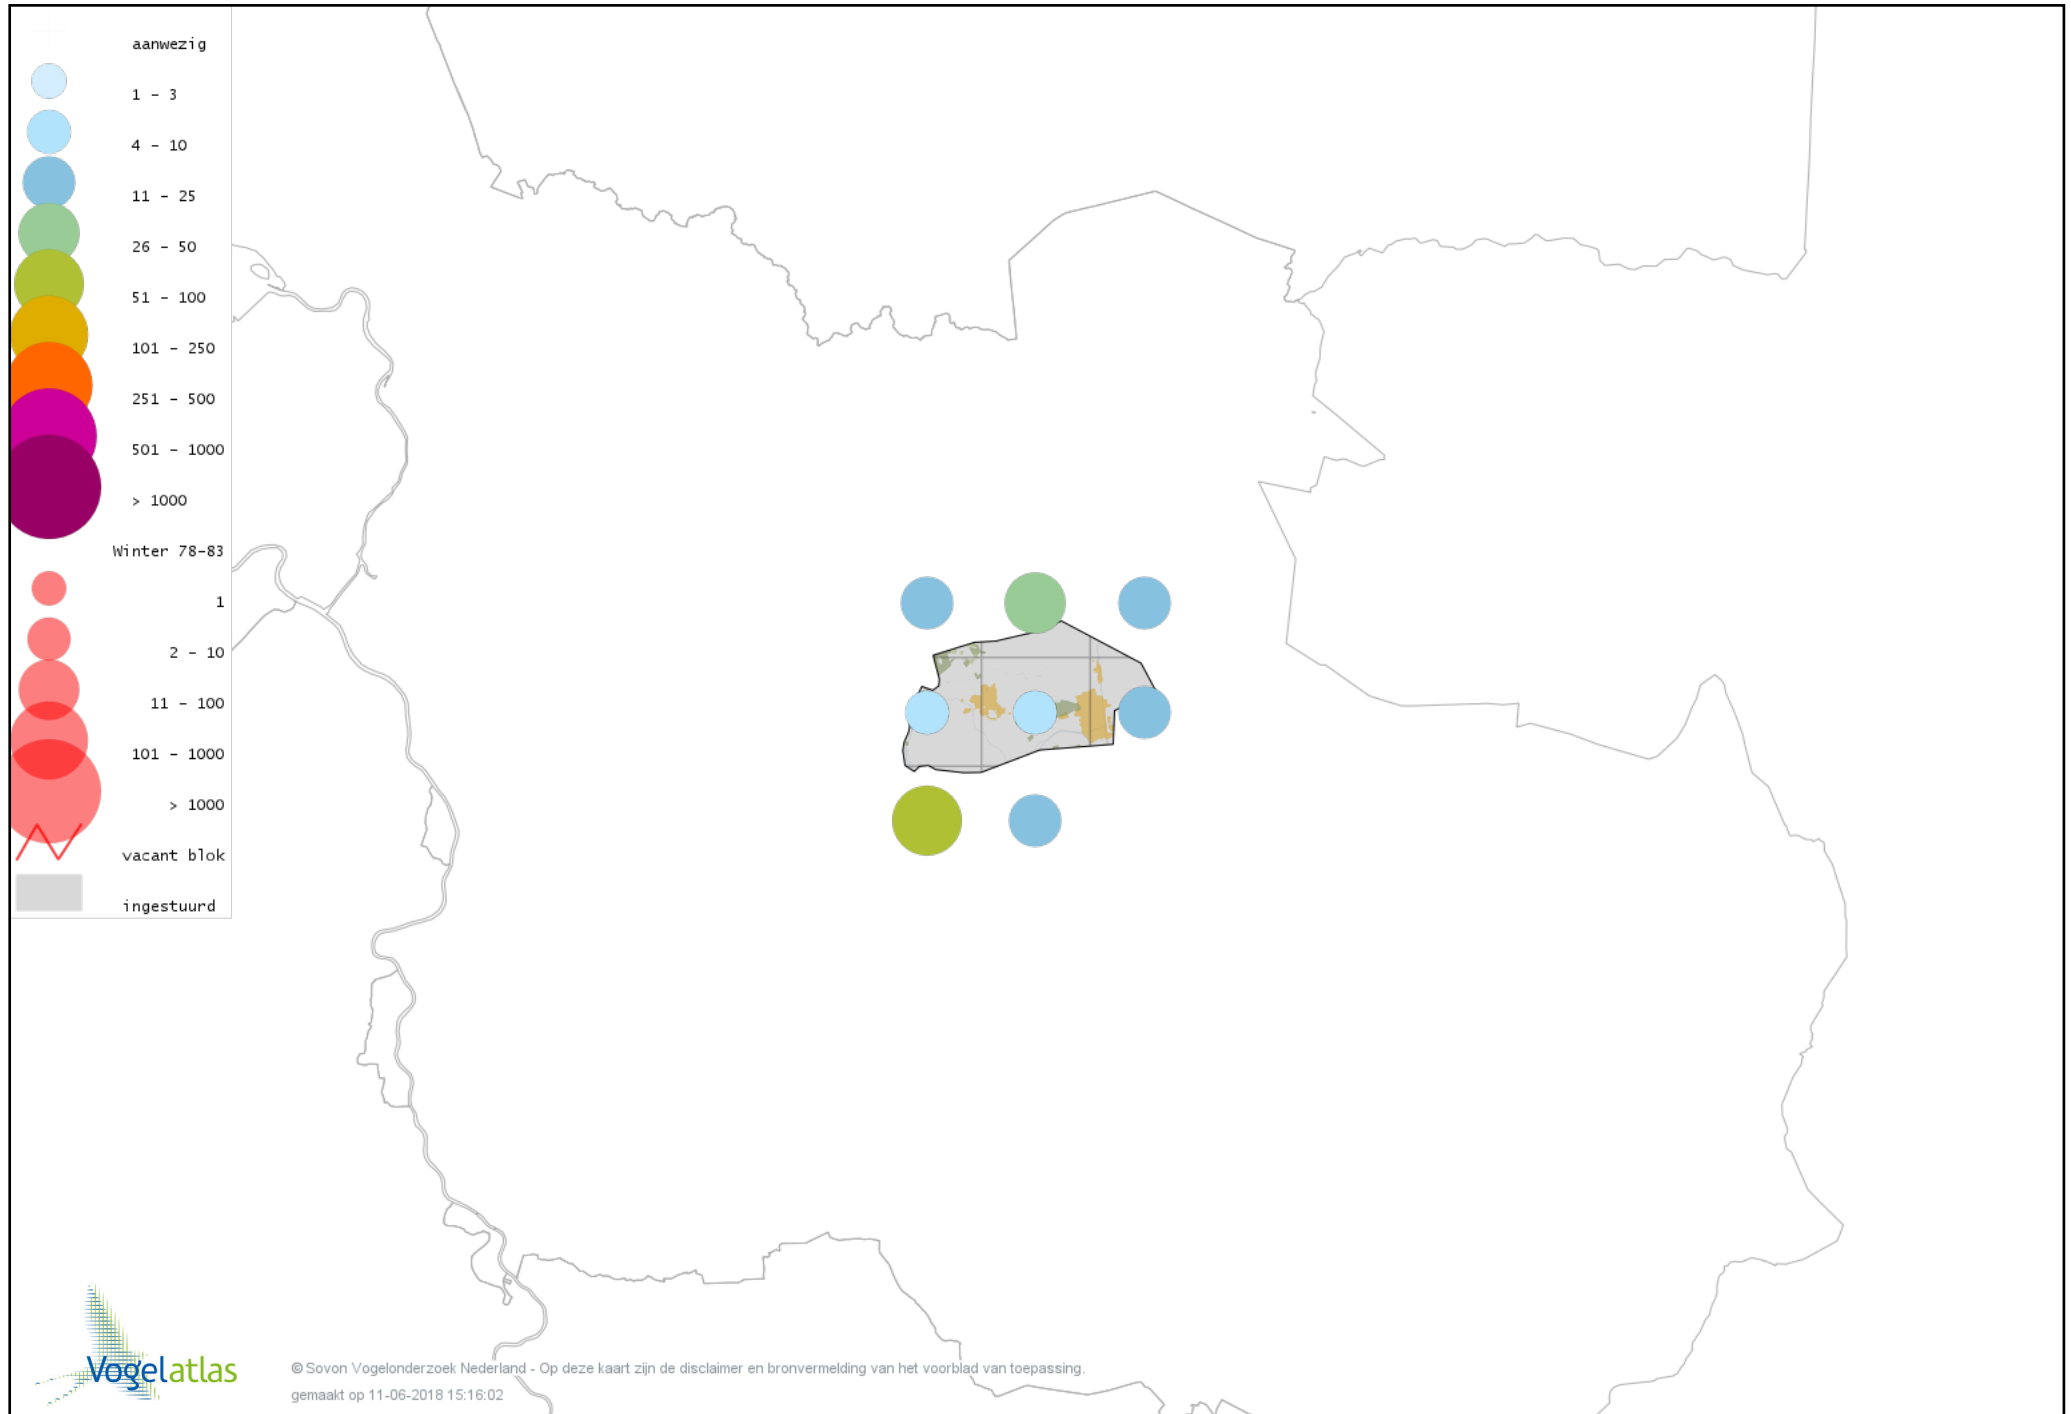 aanwezig
1 - 3
4 - 10
11 - 25
26 - 50
51 - 100
101 - 250
251 - 500
501 - 1000
> 1000
Winter 78-83
1
2 - 10
11 - 100
101 - 1000
> 1000
vacant blok
ingestuurd
Vogelatlas
© Sovon Vogelonderzoek Nederland - Op deze kaart zijn de disclaimer en bronvermelding van het voorblad van toepassing.
gemaakt op 11-06-2018 15:16:02